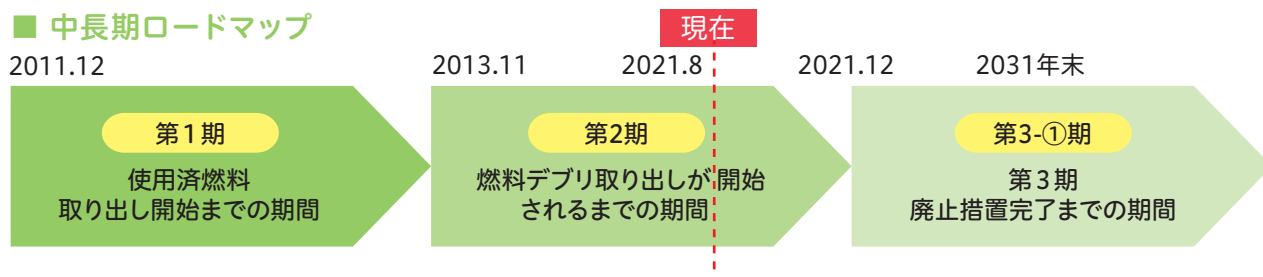 ■ 中長期ロードマップ
現在
2011.12
2013.11
2021.8
2021.12
2031年末
第1期
使用済燃料
取り出し開始までの期間
第2期
燃料デブリ取り出しが開始
されるまでの期間
第3-①期
第3期
廃止措置完了までの期間